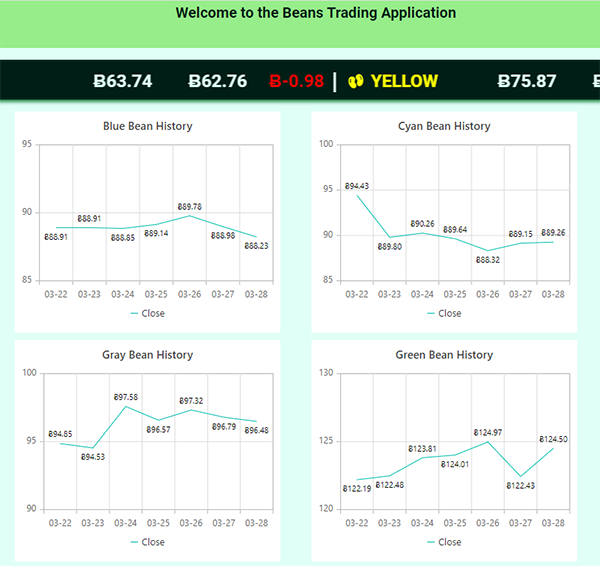 Welcome to the Beans Trading Application
Ƀ63.74 Ƀ62.76 Ƀ-0.98 | YELLOW Ƀ75.87
Blue Bean History
95
90
85
Ƀ88.91
Ƀ88.91
Ƀ88.85
Ƀ89.14
Ƀ89.78
Ƀ88.98
Ƀ88.23
03-22 03-23 03-24 03-25 03-26 03-27 03-28
Close
Cyan Bean History
100
95
90
85
Ƀ94.43
Ƀ89.80
Ƀ90.26
Ƀ89.64
Ƀ88.32
Ƀ89.15
Ƀ89.26
03-22 03-23 03-24 03-25 03-26 03-27 03-28
Close
Gray Bean History
100
95
90
Ƀ94.85
Ƀ94.53
Ƀ97.58
Ƀ96.57
Ƀ97.32
Ƀ96.79
Ƀ96.48
03-22 03-23 03-24 03-25 03-26 03-27 03-28
Close
Green Bean History
130
125
120
Ƀ122.19
Ƀ122.48
Ƀ123.81
Ƀ124.01
Ƀ124.97
Ƀ122.43
Ƀ124.50
03-22 03-23 03-24 03-25 03-26 03-27 03-28
Close